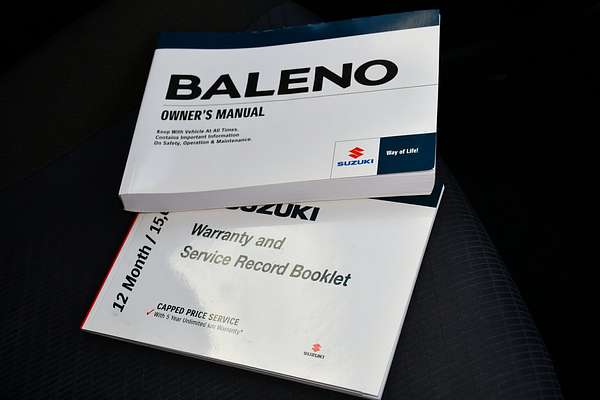 BALENO
OWNER'S MANUAL
Keep With Vehicle At All Times.
Contains Important Information
On Safety, Operation & Maintenance.
SUZUKI
Way of Life!
SUZUKI
Warranty and
Service Record Booklet
12 Month / 15,
CAPPED PRICE SERVICE
With 5 Year Unlimited km Warranty*
SUZUKI